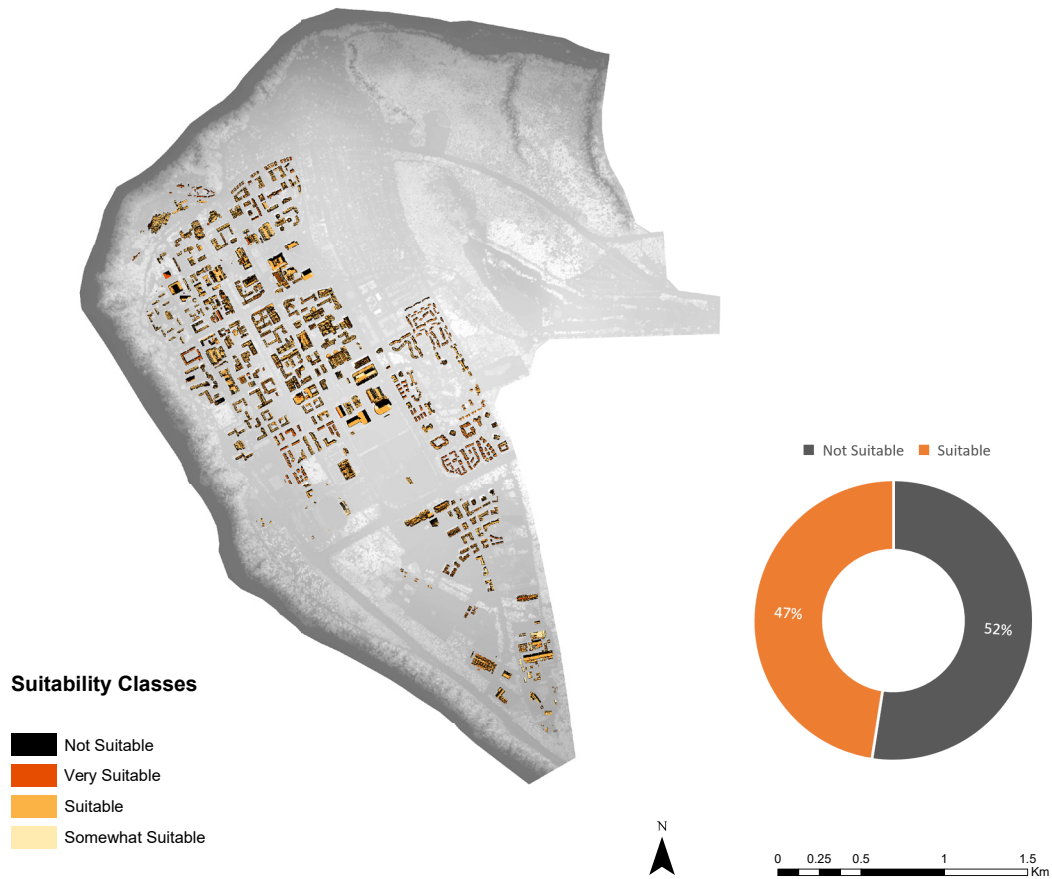 Not Suitable Suitable
47%
52%
Suitability Classes
Not Suitable
Very Suitable
Suitable
Somewhat Suitable
N
0 0.25 0.5 1 1.5
Km